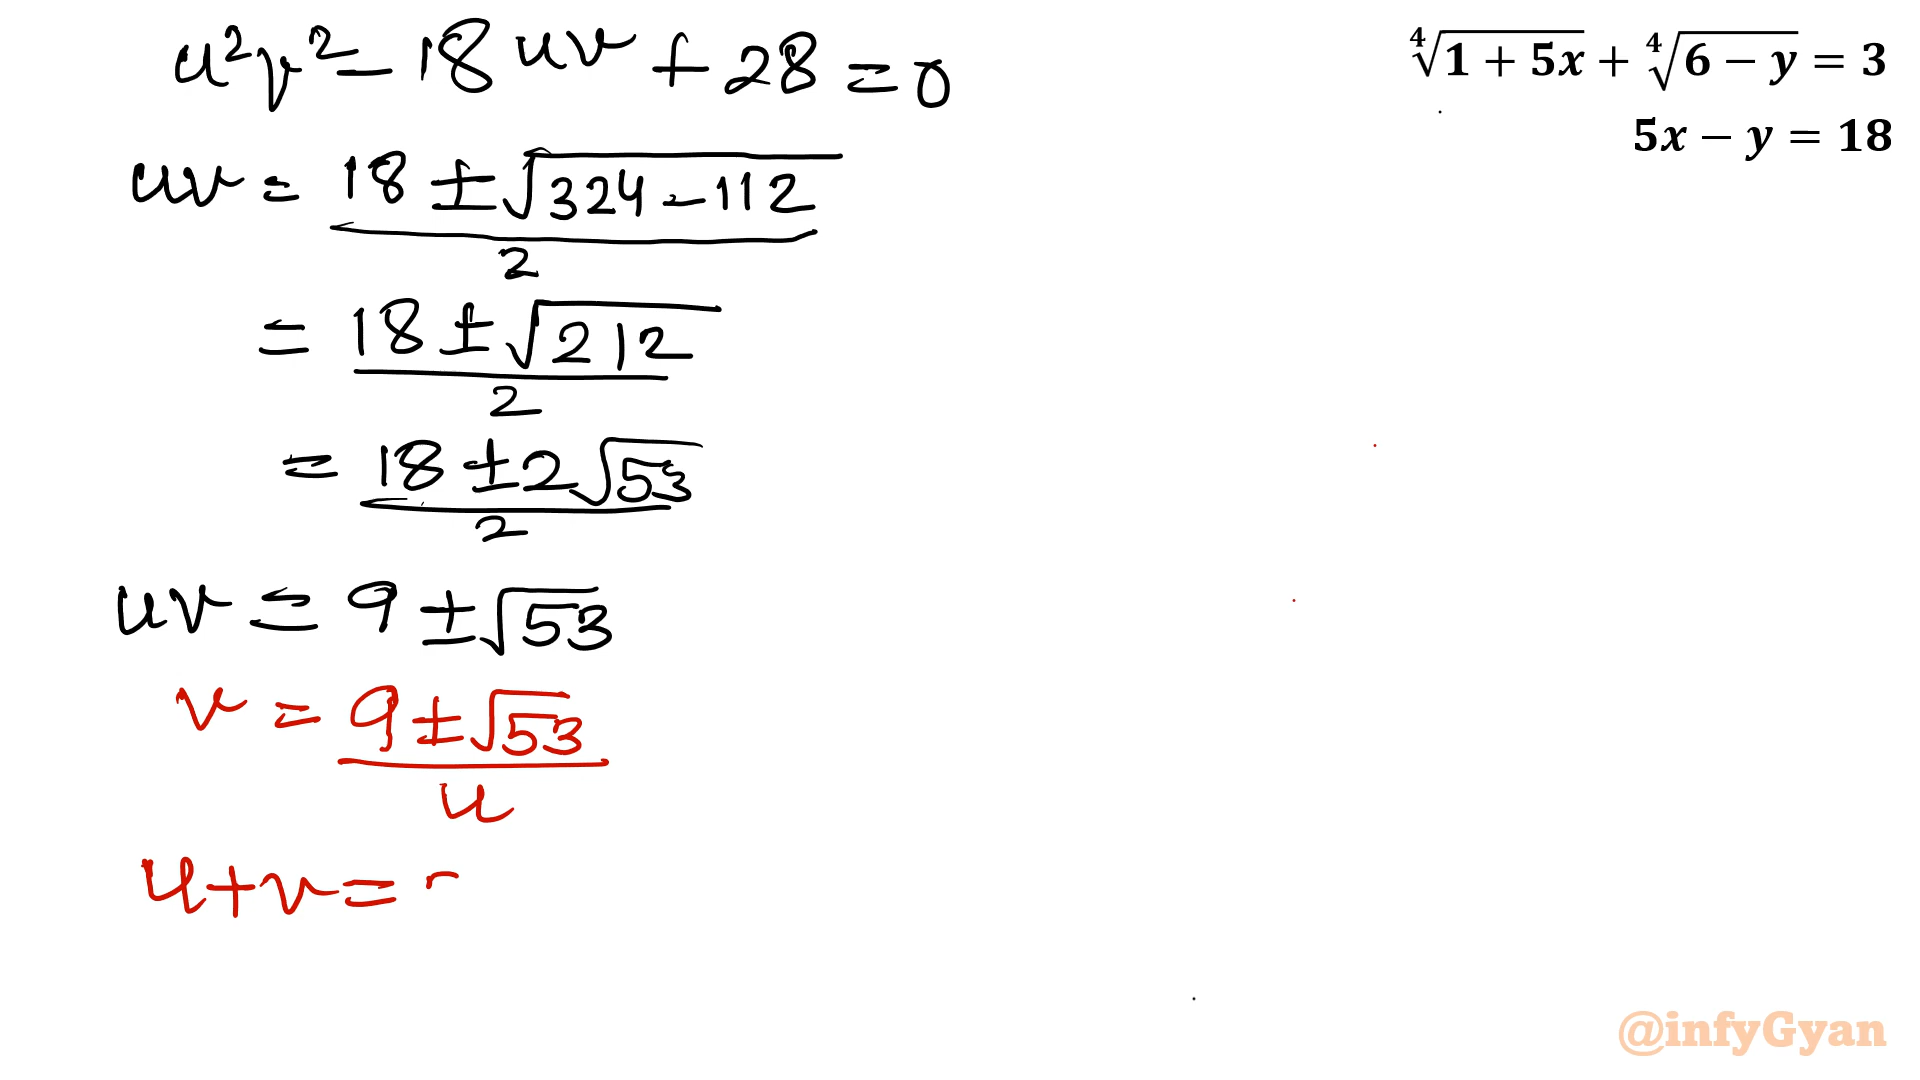 u²v² - 18uv + 28 = 0
uv = 18 ± √324 - 112 / 2
= 18 ± √212 / 2
= 18 ± 2√53 / 2
uv = 9 ± √53
v = 9 ± √53 / u
u + v =
⁴√1 + 5x + ⁴√6 − y = 3
5x − y = 18
@infyGyan